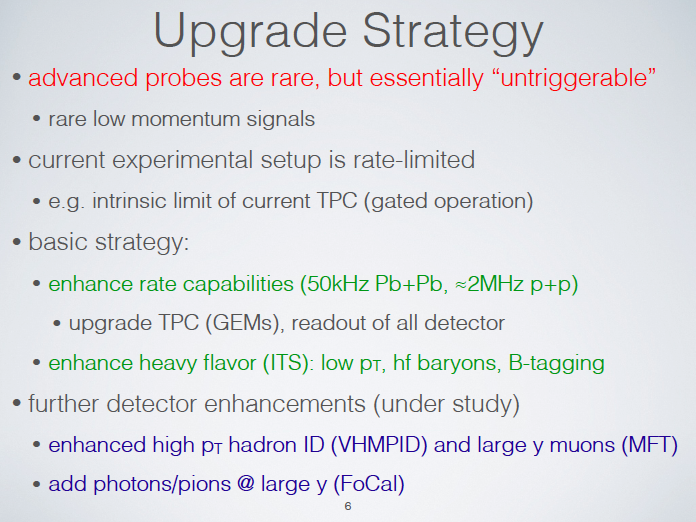 Upgrade Strategy
• advanced probes are rare, but essentially “untriggerable”
• rare low momentum signals
• current experimental setup is rate-limited
• e.g. intrinsic limit of current TPC (gated operation)
• basic strategy:
• enhance rate capabilities (50kHz Pb+Pb, ≈2MHz p+p)
• upgrade TPC (GEMs), readout of all detector
• enhance heavy flavor (ITS): low pT, hf baryons, B-tagging
• further detector enhancements (under study)
• enhanced high pT hadron ID (VHMPID) and large y muons (MFT)
• add photons/pions @ large y (FoCal)
6